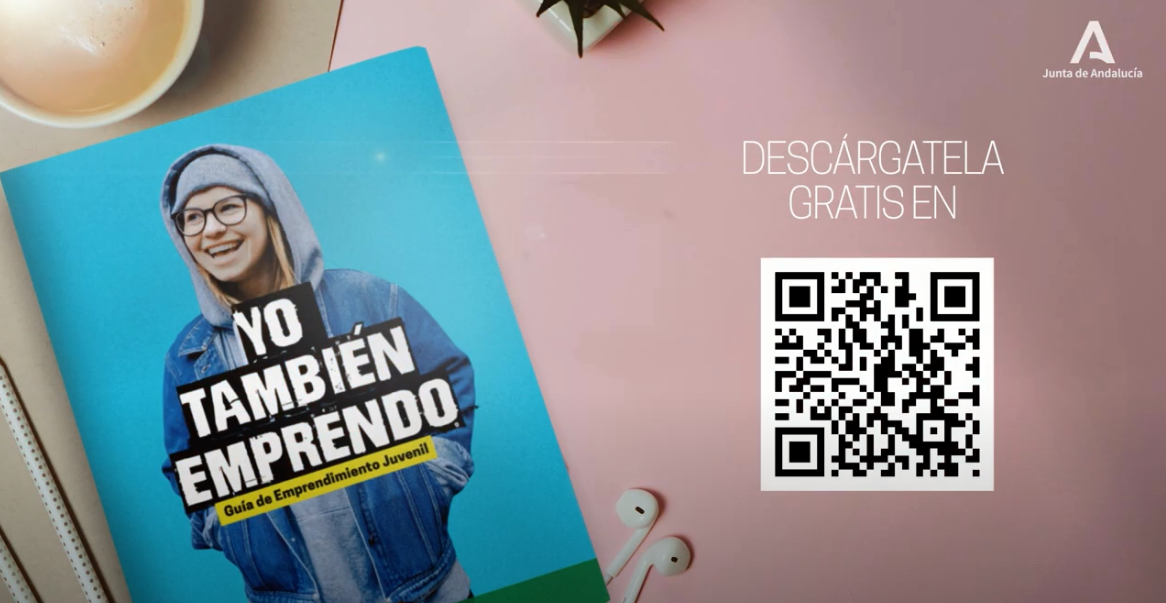 Junta de Andalucía
DESCÁRGATELA
GRATIS EN
YO
TAMBIÉN
EMPRENDO
Guía de Emprendimiento Juvenil